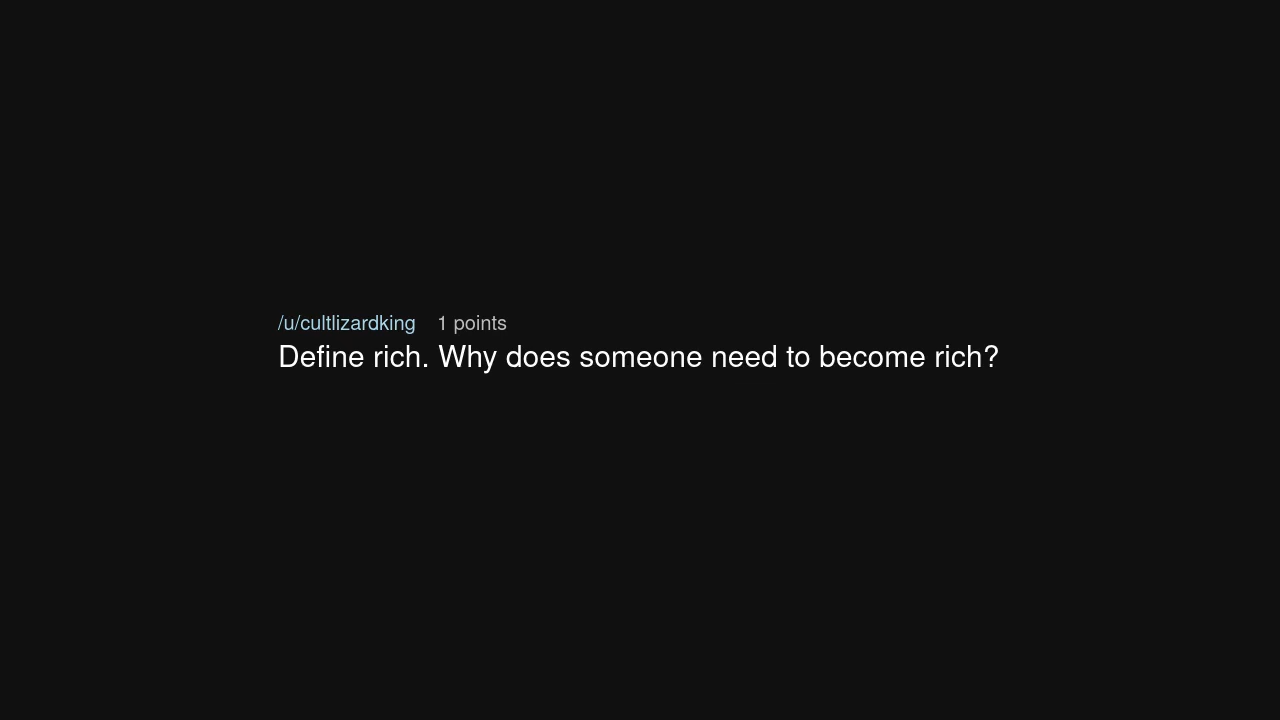 /u/cultlizardking 1 points
Define rich. Why does someone need to become rich?